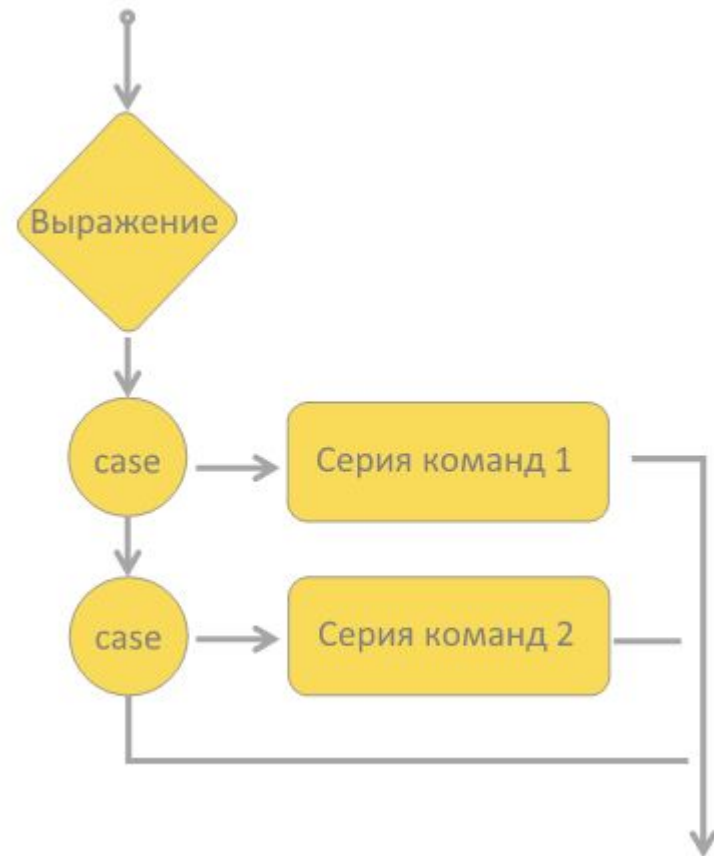 Выражение
case
Серия команд 1
case
Серия команд 2